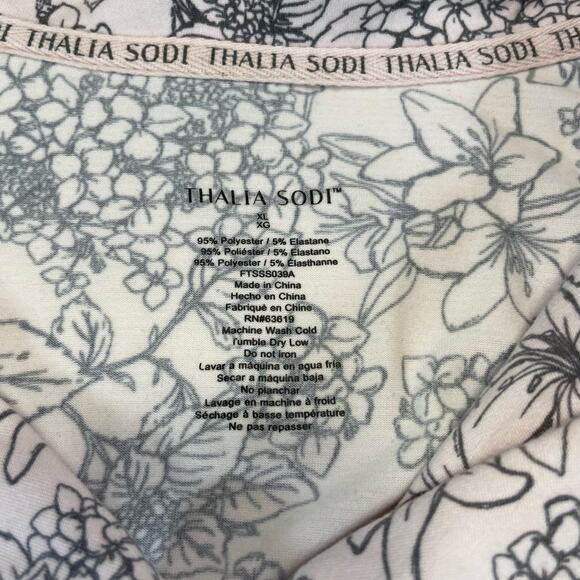 DI THALIA SODI THALIA SODI THALIA SODI TH
THALIA SODI™
XL
XG
95% Polyester / 5% Elastane
95% Poliéster / 5% Elastano
95% Polyester / 5% Élasthanne
FTSSS039A
Made in China
Hecho en China
Fabriqué en Chine
RN#63619
Machine Wash Cold
Tumble Dry Low
Do not iron
Lavar a máquina en agua fría
Secar a máquina baja
No planchar
Lavage en machine à froid
Séchage à basse température
Ne pas repasser